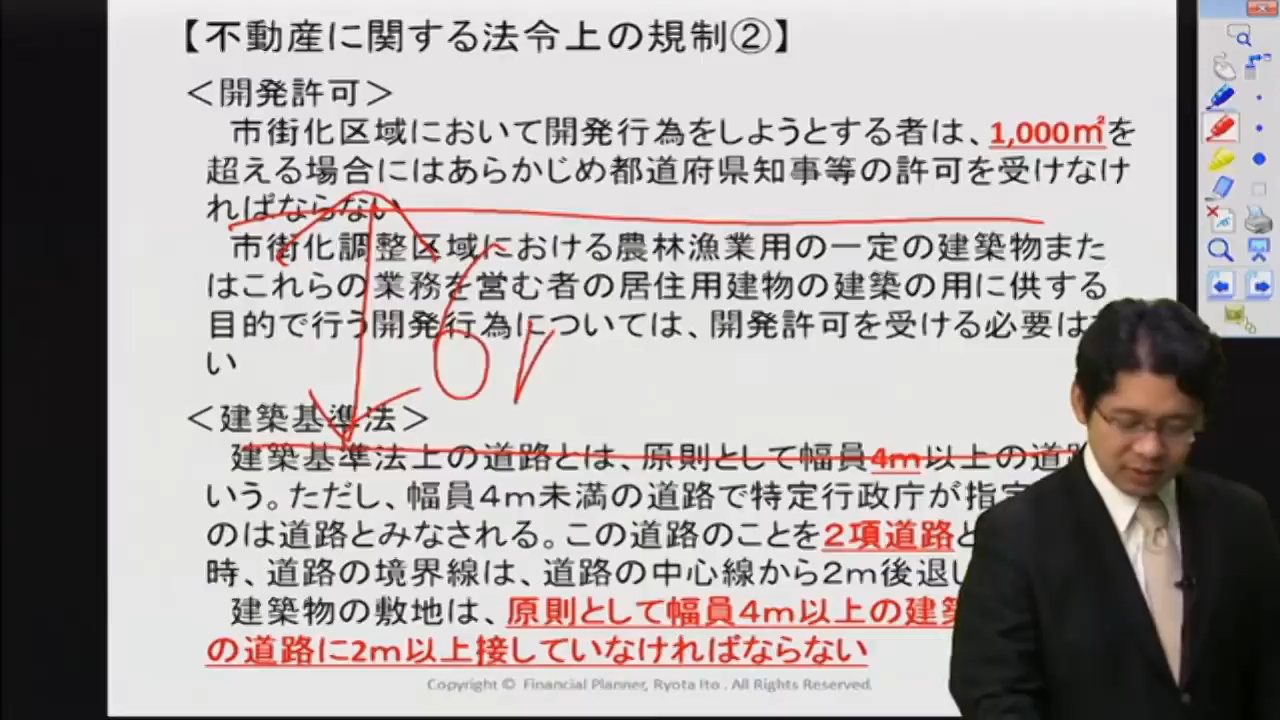 【不動産に関する法令上の規制②】
＜開発許可＞
市街化区域において開発行為をしようとする者は、1,000㎡を
超える場合にはあらかじめ都道府県知事等の許可を受けなけ
ればならない
市街化調整区域における農林漁業用の一定の建築物また
はこれらの業務を営む者の居住用建物の建築の用に供する
目的で行う開発行為については、開発許可を受ける必要は
い
＜建築基準法＞
建築基準法上の道路とは、原則として幅員4m以上の道
いう。ただし、幅員４ｍ未満の道路で特定行政庁が指定
のは道路とみなされる。この道路のことを２項道路と
時、道路の境界線は、道路の中心線から2m後退し
建築物の敷地は、原則として幅員４ｍ以上の建築
の道路に2m以上接していなければならない
Copyright © Financial Planner, Ryota Ito . All Rights Reserved.